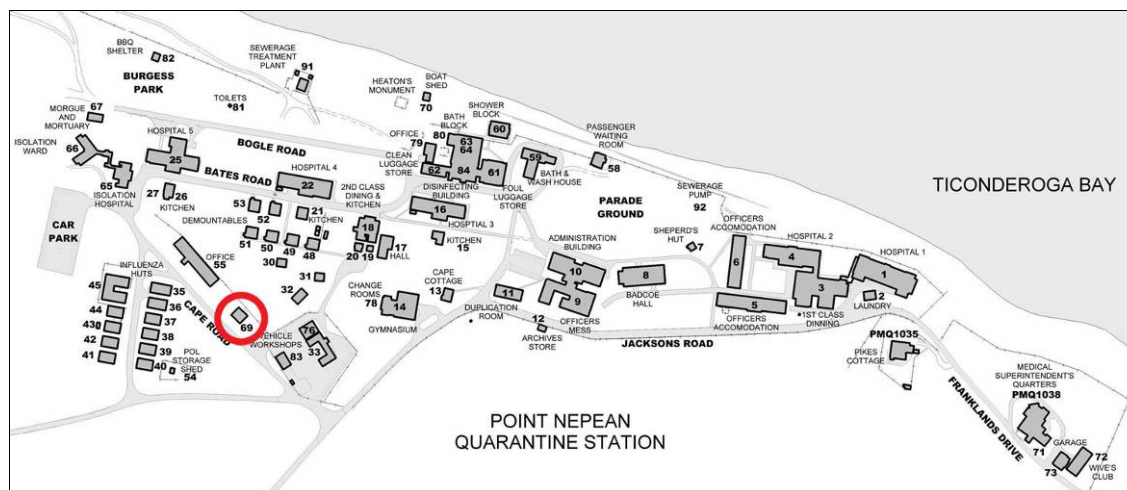 BBQ
SHELTER
82
BURGESS
PARK
SEWERAGE
TREATMENT
PLANT
91
HEATON'S
MONUMENT
BOAT
SHED
70
TOILETS
81
MORGUE
AND
MORTUARY
67
ISOLATION
WARD
66
65
ISOLATION
HOSPITAL
HOSPITAL 5
25
BOGLE ROAD
BATES ROAD
HOSPITAL 4
22
27
26
KITCHEN
OFFICE
79
80
BATH
BLOCK
63
64
SHOWER
BLOCK
60
CLEAN
LUGGAGE
STORE
62
84
61
FOUL
LUGGAGE
STORE
59
BATH &
WASH HOUSE
PASSENGER
WAITING
ROOM
58
TICONDEROGA BAY
PARADE
GROUND
SEWERAGE
PUMP
92
DISINFECTING
BUILDING
16
HOSPTIAL 3
KITCHEN
15
2ND CLASS
DINING &
KITCHEN
18
17
HALL
20
19
DEMOUNTABLES
53
52
21
KITCHEN
51
50
49
48
30
31
32
CAR
PARK
OFFICE
55
INFLUENZA
HUTS
45
44
43
42
41
35
36
37
38
39
40
POL
STORAGE
SHED
54
CAPE ROAD
69
VEHICLE
WORKSHOPS
76
33
83
CHANGE
ROOMS
78
14
GYMNASIUM
CAPE
COTTAGE
13
11
DUPLICATION
ROOM
ADMINISTRATION
BUILDING
10
9
OFFICERS
MESS
12
ARCHIVES
STORE
8
BADCOE
HALL
SHEPERD'S
HUT
7
OFFICERS
ACCOMODATION
6
5
OFFICERS
ACCOMODATION
HOSPITAL 2
4
3
1ST CLASS
DINNING
HOSPITAL 1
1
2
LAUNDRY
JACKSONS ROAD
PMQ1035
PIKES
COTTAGE
FRANKLANDS DRIVE
MEDICAL
SUPERINTENDENT'S
QUARTERS
PMQ1038
71
GARAGE
73
72
WIVE'S
CLUB
POINT NEPEAN
QUARANTINE STATION